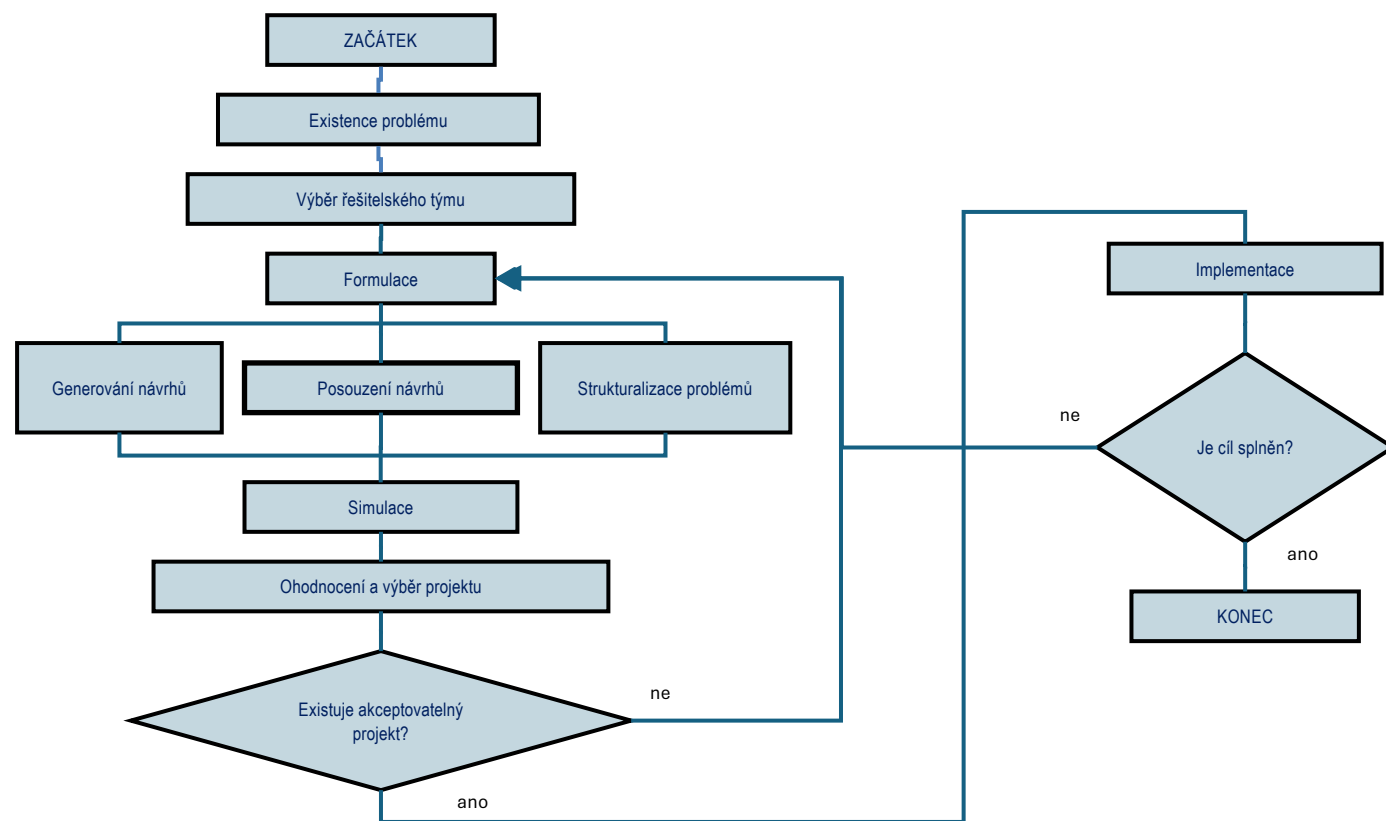 ZAČÁTEK
Existence problému
Výběr řešitelského týmu
Formulace
Generování návrhů
Posouzení návrhů
Strukturalizace problémů
Simulace
Ohodnocení a výběr projektu
Existuje akceptovatelný
projekt?
ne
ano
Implementace
ne
Je cíl splněn?
ano
KONEC